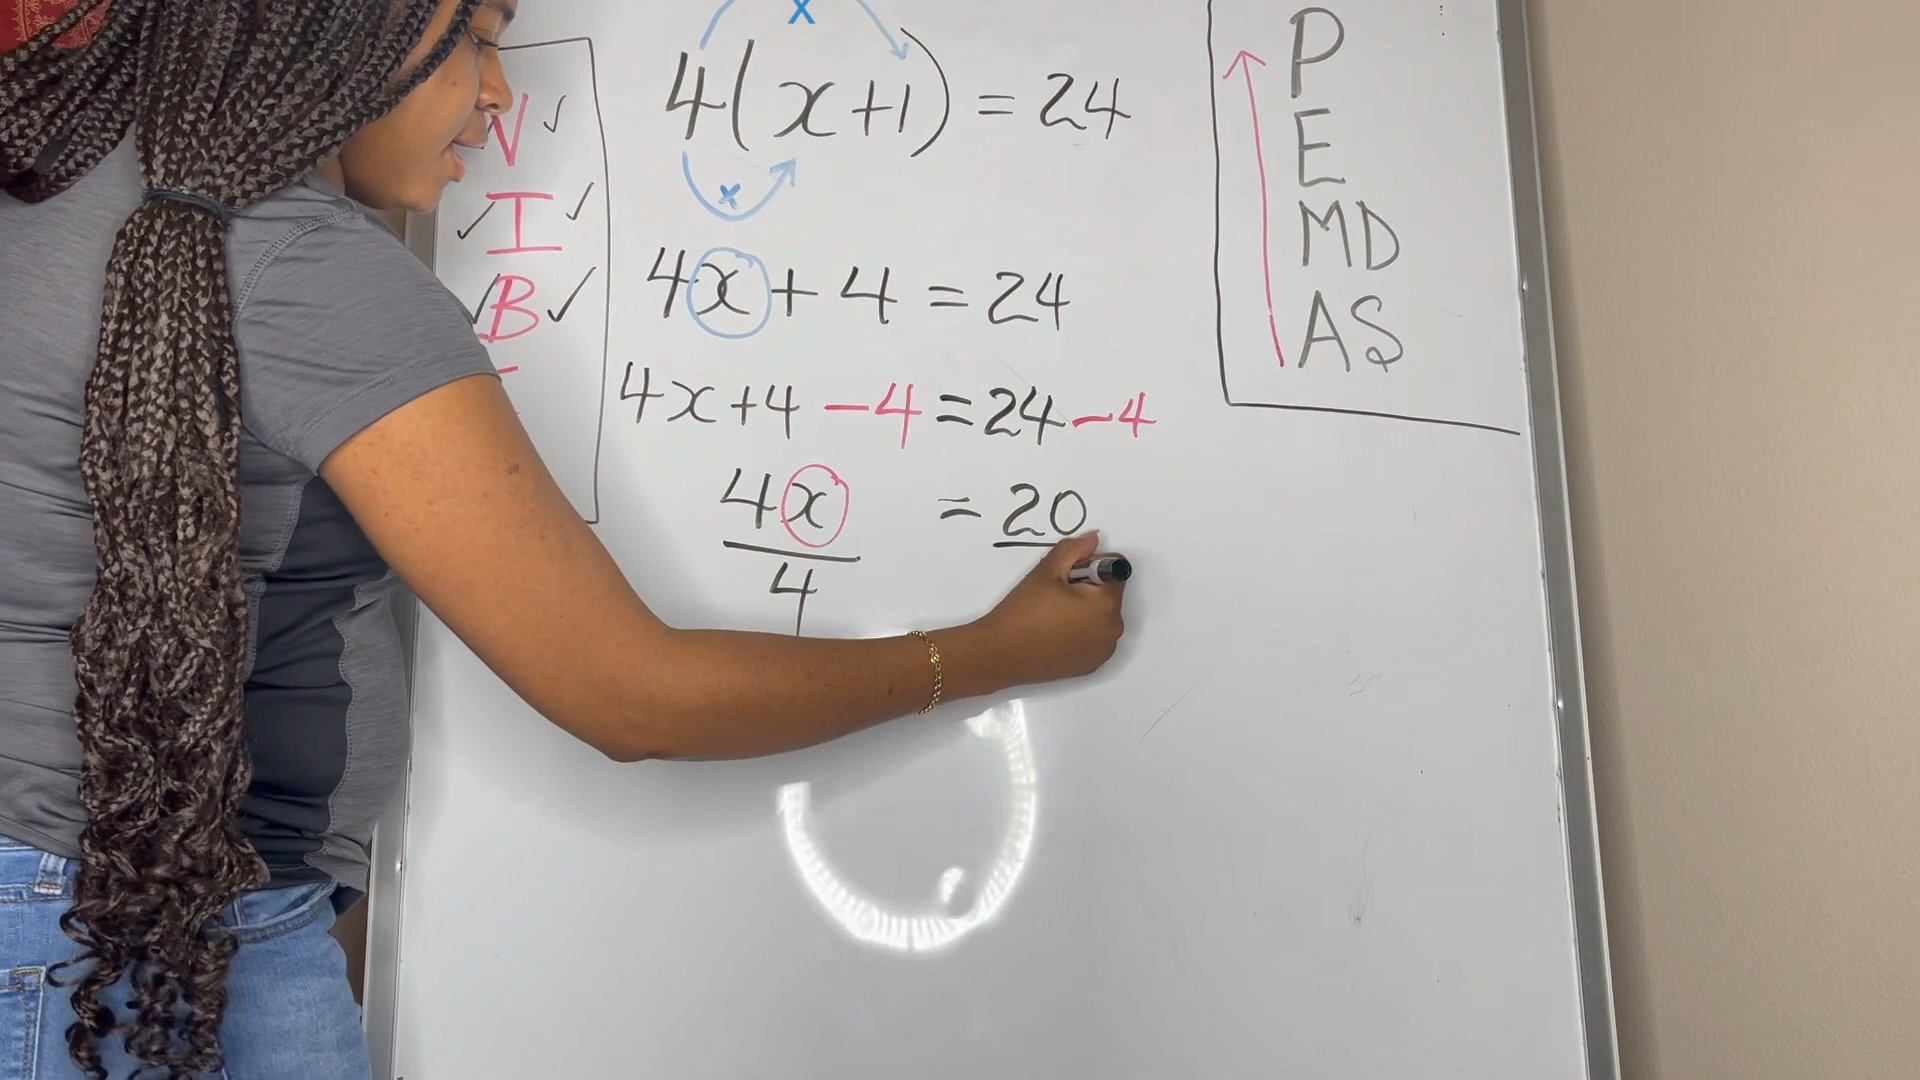 N ✓
✓ I ✓
✓ B ✓
x
4(x+1) = 24
x
4x + 4 = 24
4x+4 -4 = 24 -4
4x = 20
4
P
E
MD
AS